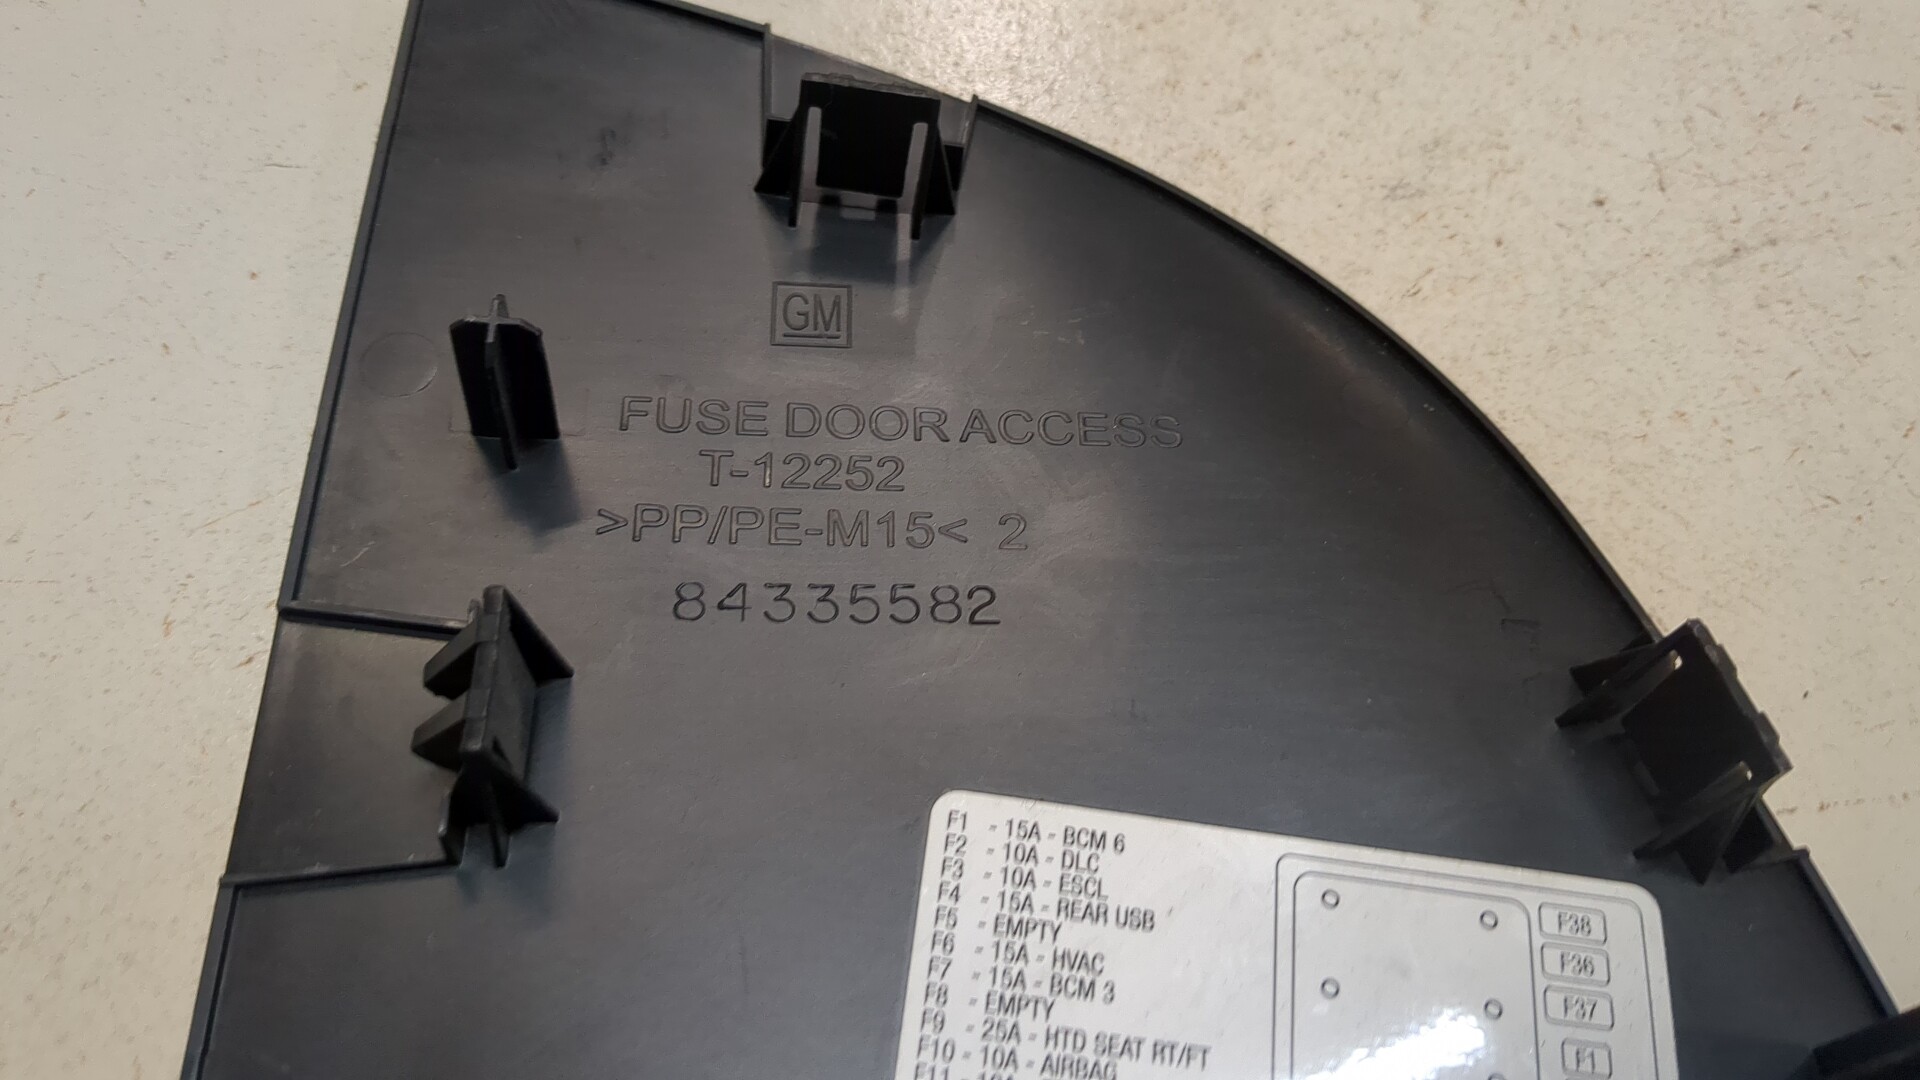 GM
FUSE DOOR ACCESS
T-12252
>PP/PE-M15< 2
84335582
F1 - 15A - BCM 6
F2 - 10A - DLC
F3 - 10A - ESCL
F4 - 15A - REAR USB
F5 - EMPTY
F6 - 15A - HVAC
F7 - 15A - BCM 3
F8 - EMPTY
F9 - 25A - HTD SEAT RT/FT
F10 - 10A - AIRBAG
F11
F38
F36
F37
F1